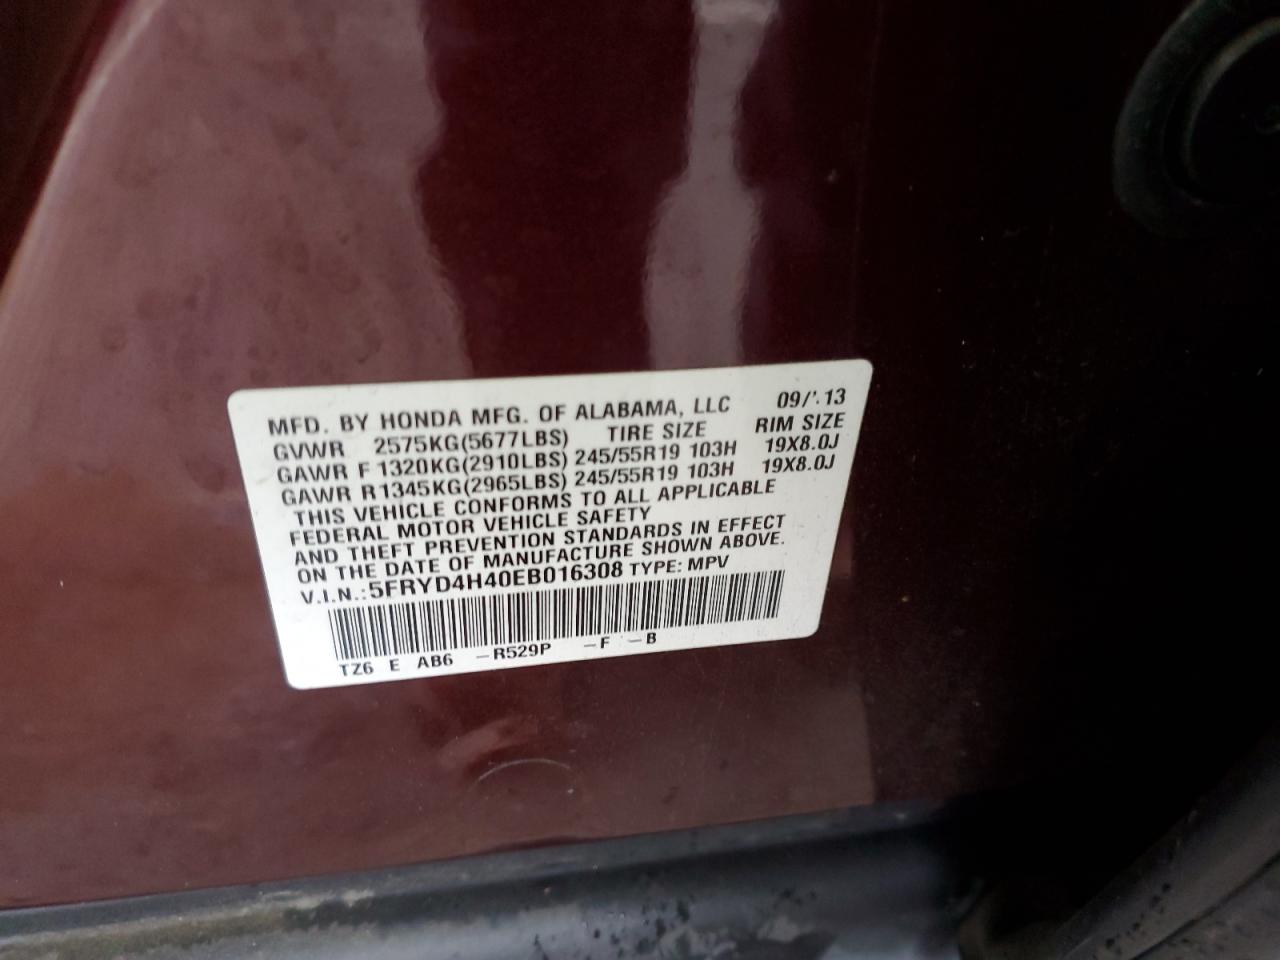 MFD. BY HONDA MFG. OF ALABAMA, LLC 09/'13
GVWR 2575KG(5677LBS) TIRE SIZE RIM SIZE
GAWR F 1320KG(2910LBS) 245/55R19 103H 19X8.0J
GAWR R1345KG(2965LBS) 245/55R19 103H 19X8.0J
THIS VEHICLE CONFORMS TO ALL APPLICABLE
FEDERAL MOTOR VEHICLE SAFETY
AND THEFT PREVENTION STANDARDS IN EFFECT
ON THE DATE OF MANUFACTURE SHOWN ABOVE.
V.I.N.:5FRYD4H40EB016308 TYPE: MPV
TZ6 E AB6 –R529P –F –B